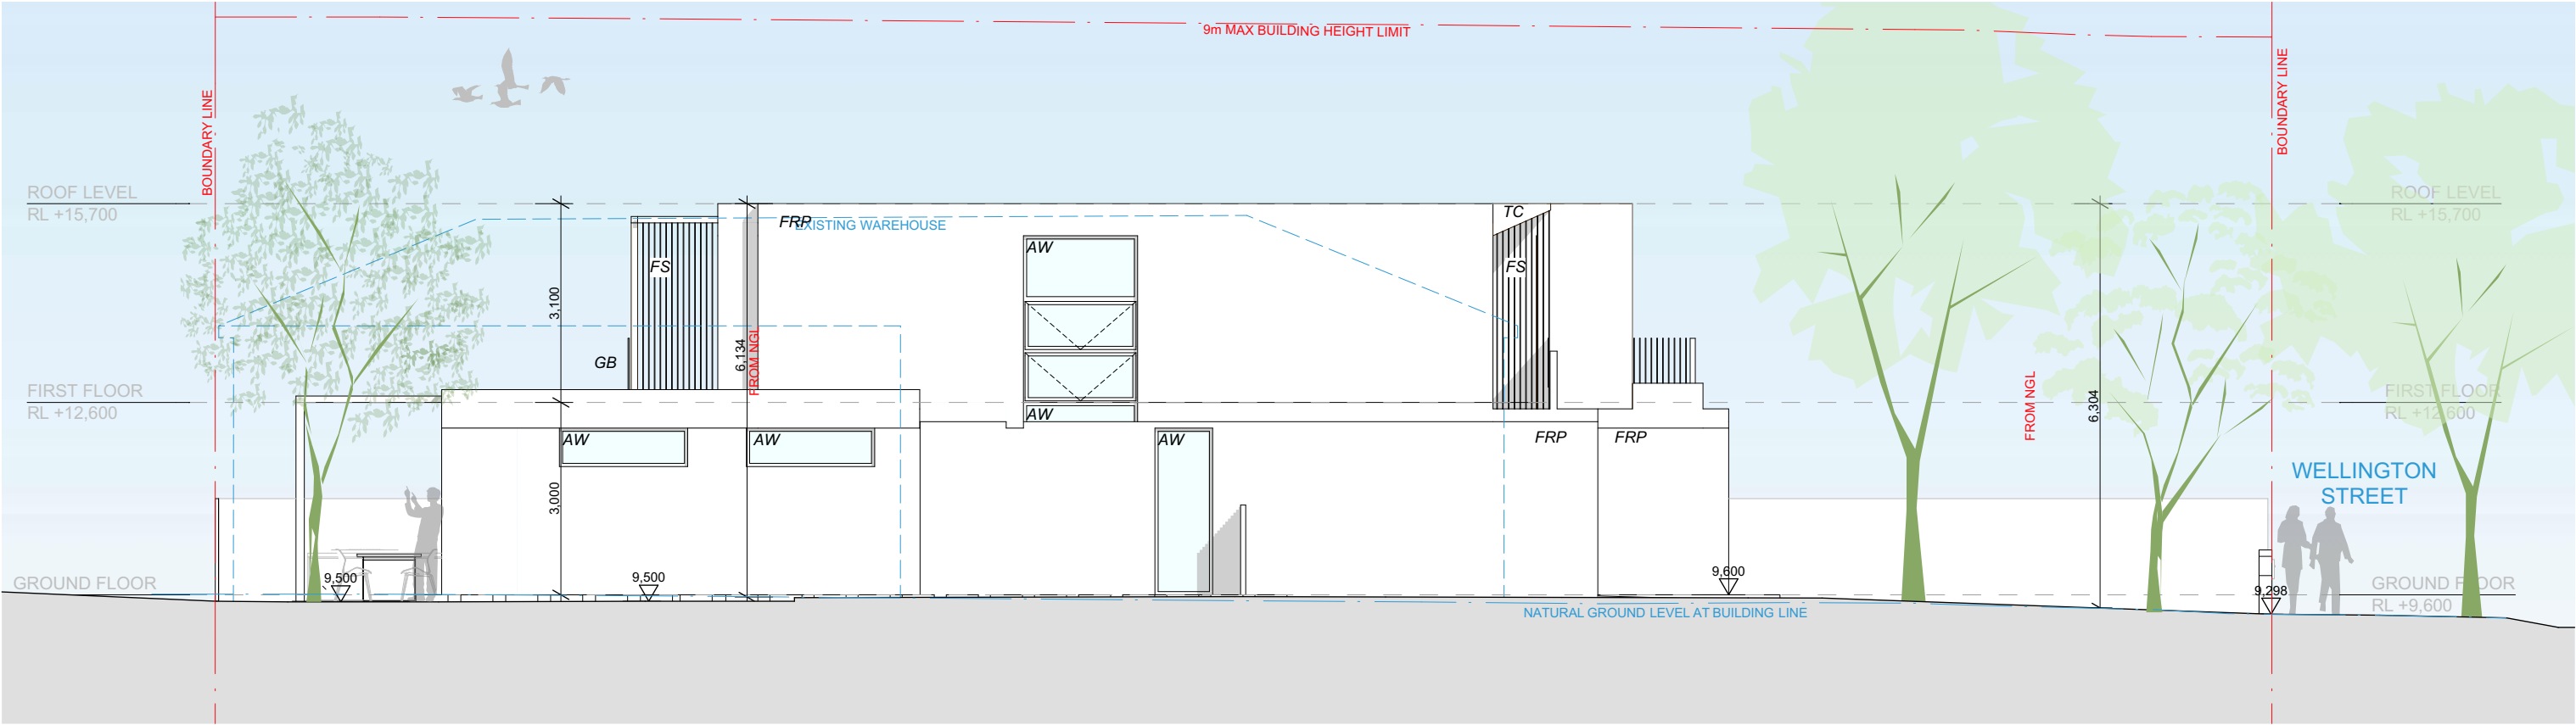 9m MAX BUILDING HEIGHT LIMIT
BOUNDARY LINE
BOUNDARY LINE
ROOF LEVEL
RL +15,700
ROOF LEVEL
RL +15,700
FRP
EXISTING WAREHOUSE
TC
AW
FS
FS
3,100
GB
6,134
FROM NGL
FIRST FLOOR
RL +12,600
FIRST FLOOR
RL +12,600
FROM NGL
6,304
AW
AW
AW
AW
FRP
FRP
WELLINGTON
STREET
3,000
GROUND FLOOR
9,500
9,500
9,600
9,298
GROUND FLOOR
RL +9,600
NATURAL GROUND LEVEL AT BUILDING LINE